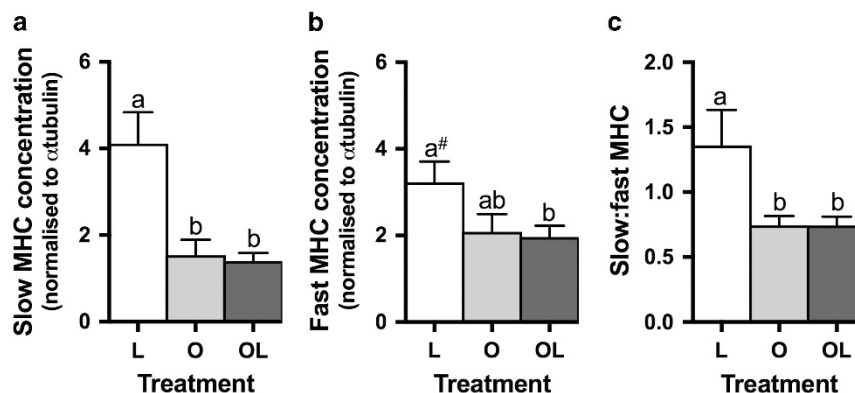 a
Slow MHC concentration
(normalised to αtubulin)
6
4
2
0
a
b
b
L O OL
Treatment
b
Fast MHC concentration
(normalised to αtubulin)
6
4
2
0
a#
ab
b
L O OL
Treatment
c
Slow:fast MHC
2.0
1.5
1.0
0.5
0.0
a
b
b
L O OL
Treatment